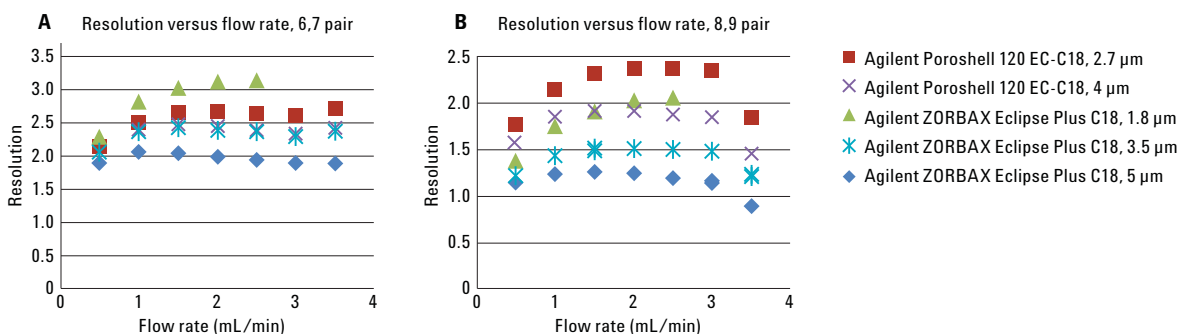 A Resolution versus flow rate, 6,7 pair
3.5
3.0
2.5
2.0
1.5
1.0
0.5
0
Resolution
0 1 2 3 4
Flow rate (mL/min)
B Resolution versus flow rate, 8,9 pair
2.5
2.0
1.5
1.0
0.5
0
Resolution
0 1 2 3 4
Flow rate (mL/min)
Agilent Poroshell 120 EC-C18, 2.7 µm
Agilent Poroshell 120 EC-C18, 4 µm
Agilent ZORBAX Eclipse Plus C18, 1.8 µm
Agilent ZORBAX Eclipse Plus C18, 3.5 µm
Agilent ZORBAX Eclipse Plus C18, 5 µm